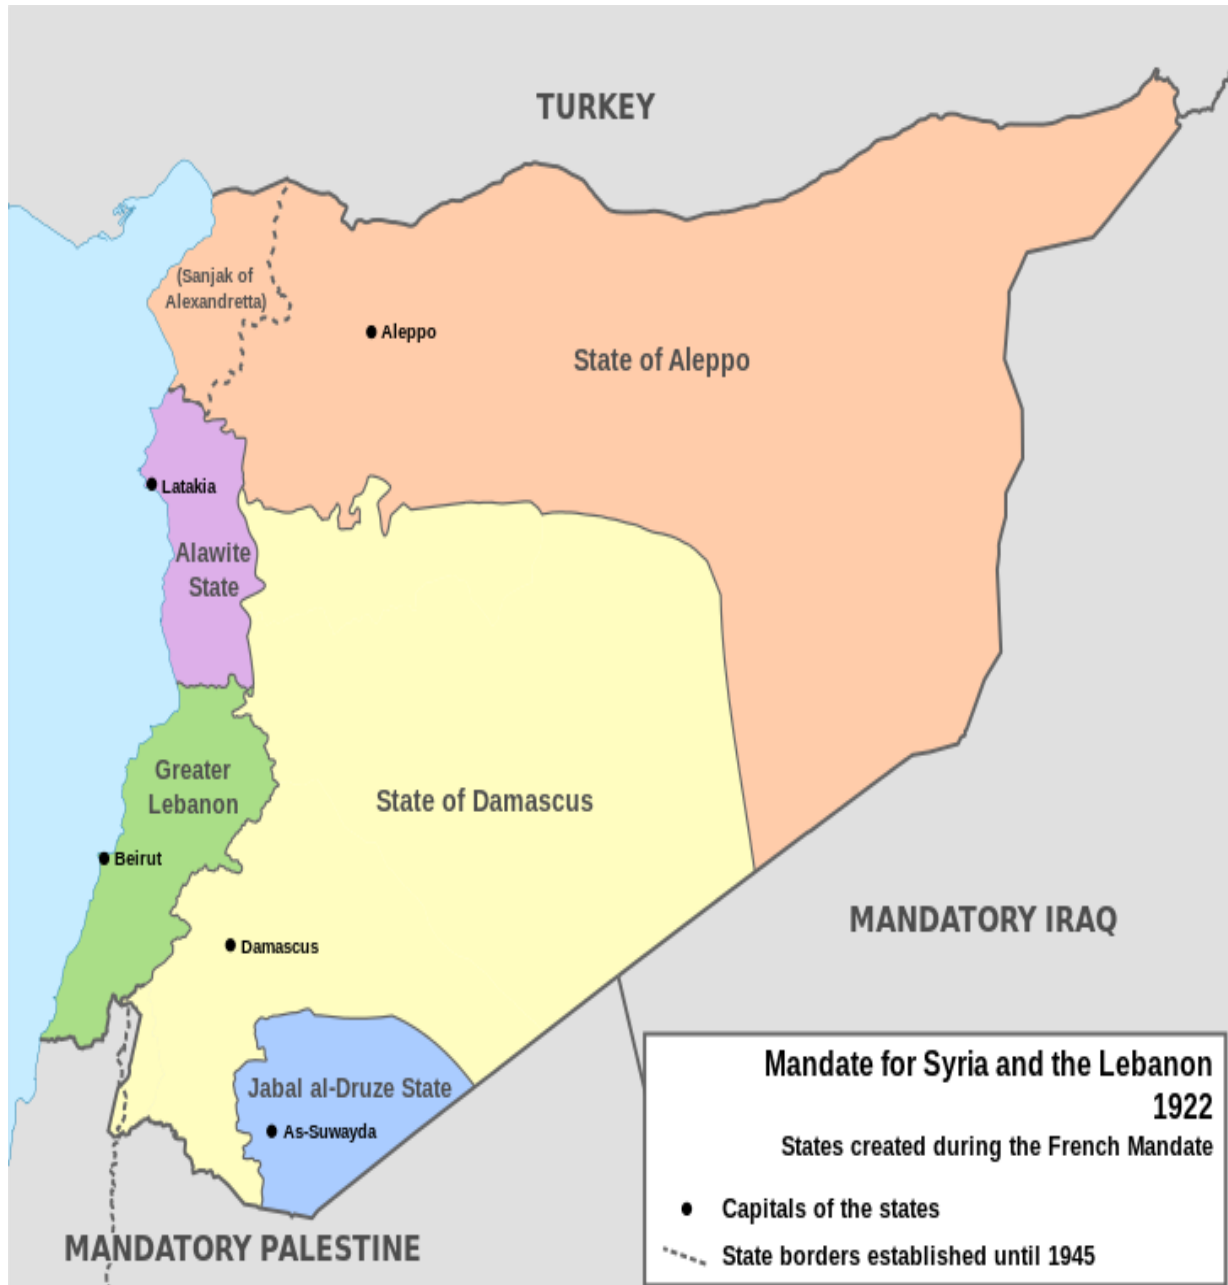 TURKEY
(Sanjak of
Alexandretta)
Aleppo
State of Aleppo
Latakia
Alawite
State
Greater
Lebanon
State of Damascus
Beirut
MANDATORY IRAQ
Damascus
Jabal al-Druze State
As-Suwayda
MANDATORY PALESTINE
Mandate for Syria and the Lebanon
1922
States created during the French Mandate
Capitals of the states
State borders established until 1945